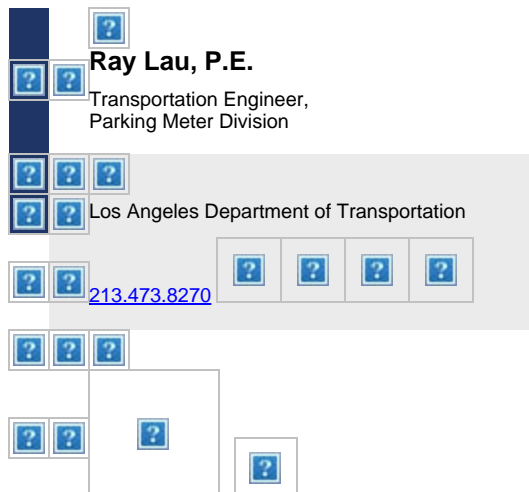 Ray Lau, P.E.
Transportation Engineer,
Parking Meter Division
Los Angeles Department of Transportation
213.473.8270